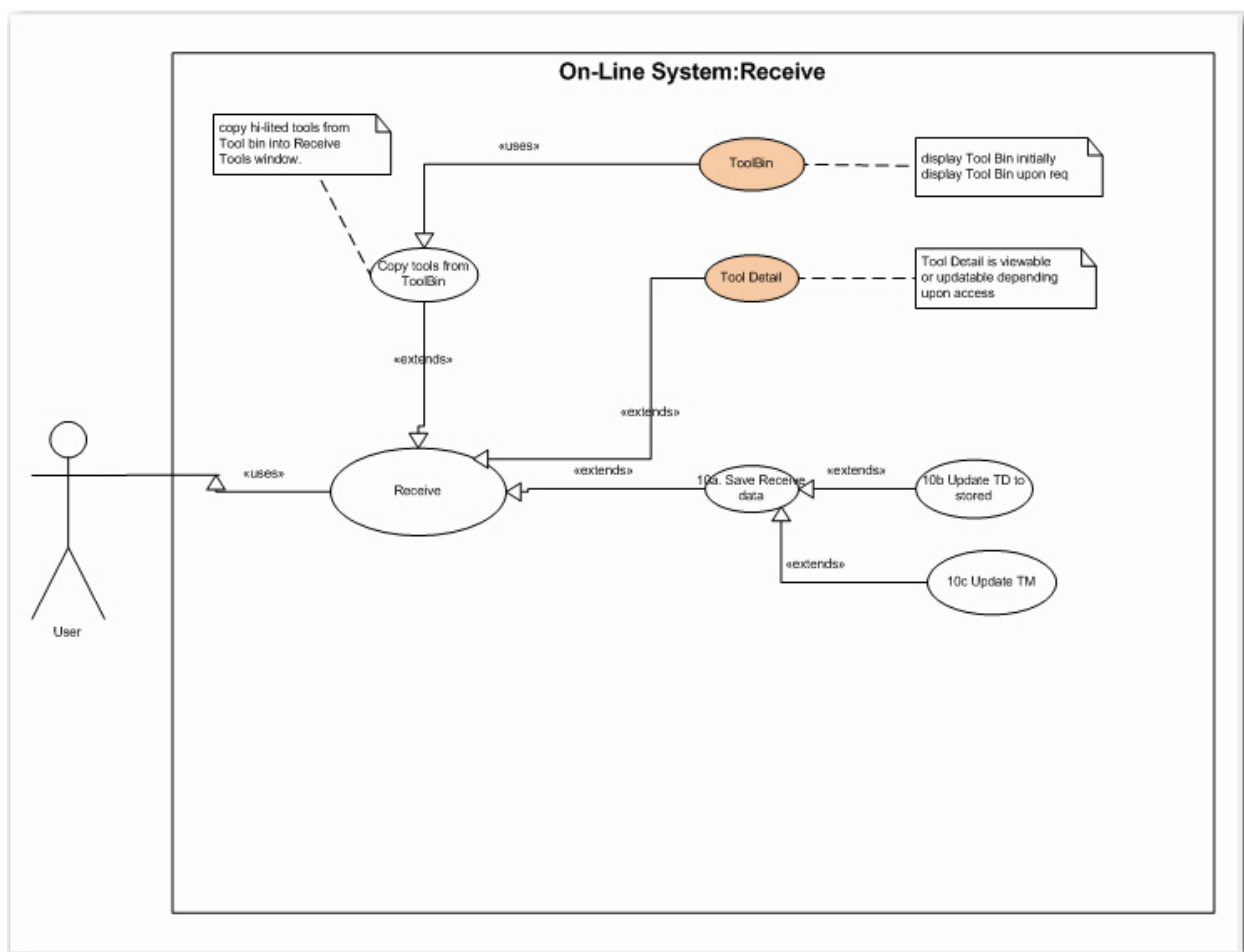 On-Line System:Receive
copy hi-lited tools from
Tool bin into Receive
Tools window.
«uses»
ToolBin
display Tool Bin initially
display Tool Bin upon req
Copy tools from
ToolBin
Tool Detail
Tool Detail is viewable
or updatable depending
upon access
«extends»
«extends»
«uses»
Receive
«extends»
10a. Save Receive
data
«extends»
10b Update TD to
stored
«extends»
10c Update TM
User